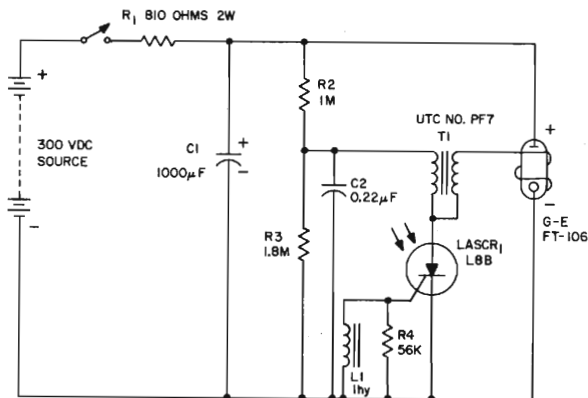 R1 810 OHMS 2W
+
300 VDC
SOURCE
−
C1
1000µF
+
−
R2
1M
C2
0.22µF
R3
1.8M
UTC NO. PF7
T1
+
−
G-E
FT-106
LASCR1
L8B
R4
56K
L1
1hy